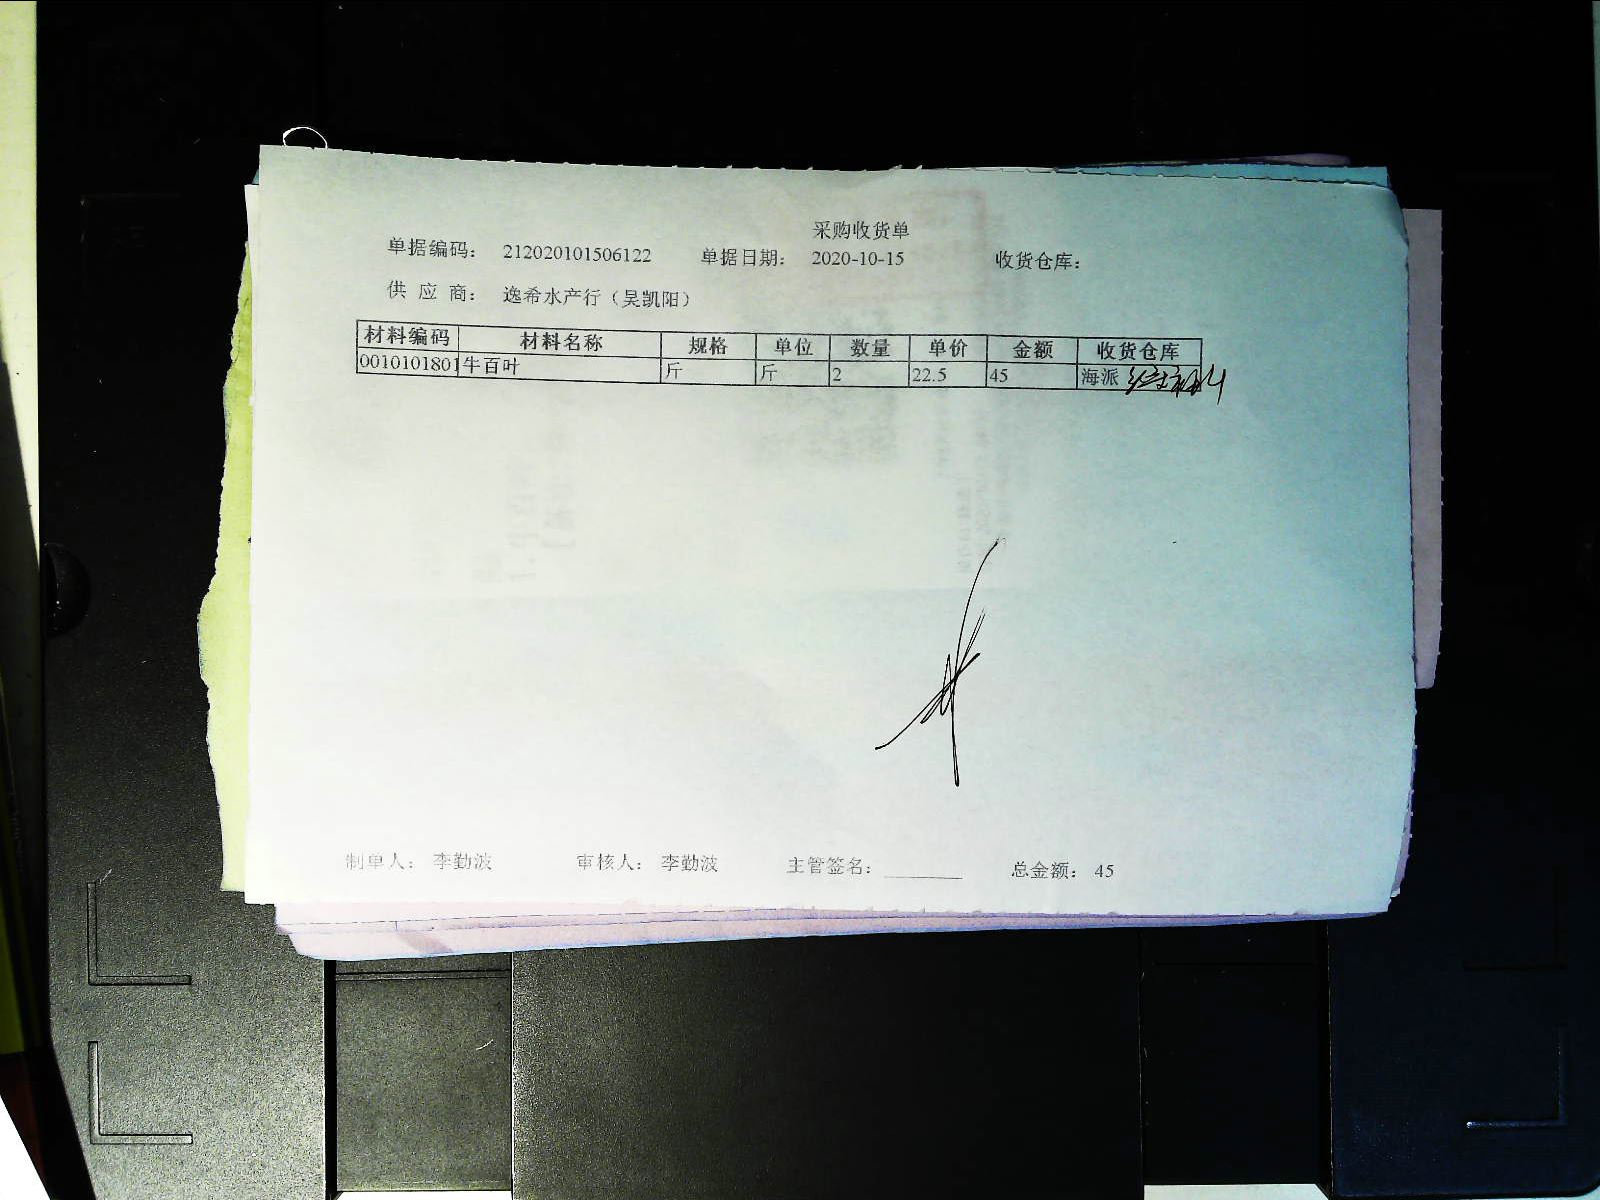 采购收货单
单据编码： 212020101506122 单据日期： 2020-10-15 收货仓库：
供 应 商： 逸希水产行（吴凯阳）
材料编码 材料名称 规格 单位 数量 单价 金额 收货仓库
0010101801 牛百叶 斤 斤 2 22.5 45 海派
制单人： 李勤波 审核人： 李勤波 主管签名： 总金额： 45